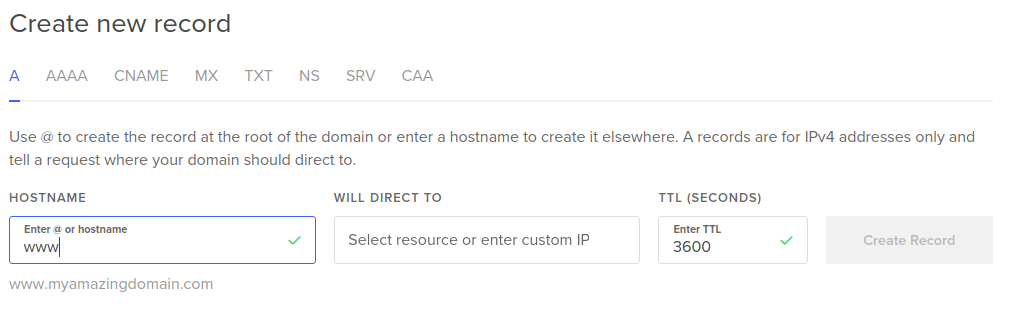 Create new record
A AAAA CNAME MX TXT NS SRV CAA
Use @ to create the record at the root of the domain or enter a hostname to create it elsewhere. A records are for IPv4 addresses only and
tell a request where your domain should direct to.
HOSTNAME WILL DIRECT TO TTL (SECONDS)
Enter @ or hostname
www
Select resource or enter custom IP
Enter TTL
3600
Create Record
www.myamazingdomain.com